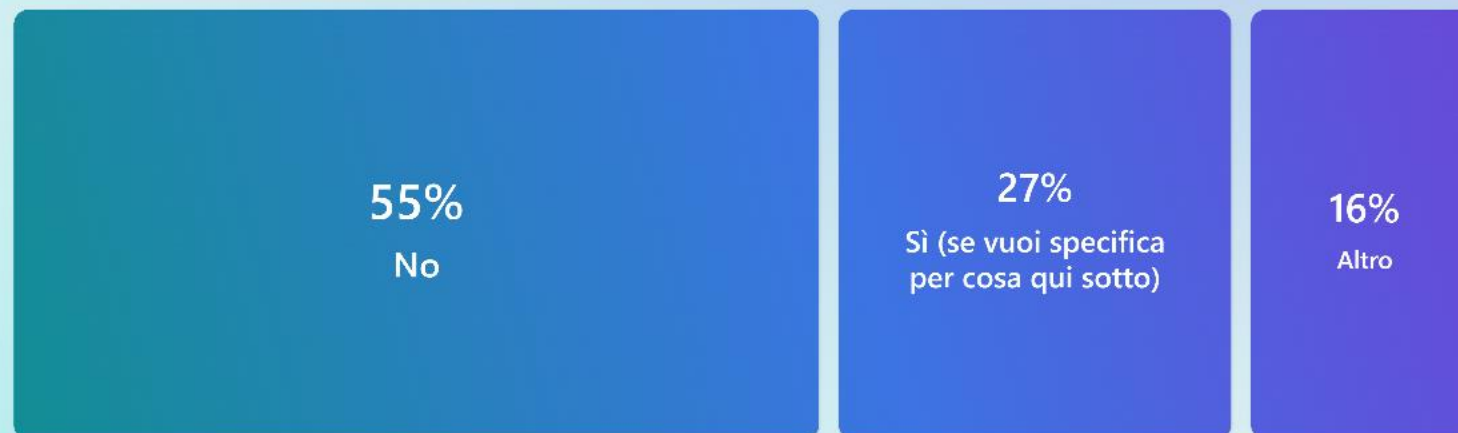 55%
No
27%
Sì (se vuoi specifica
per cosa qui sotto)
16%
Altro